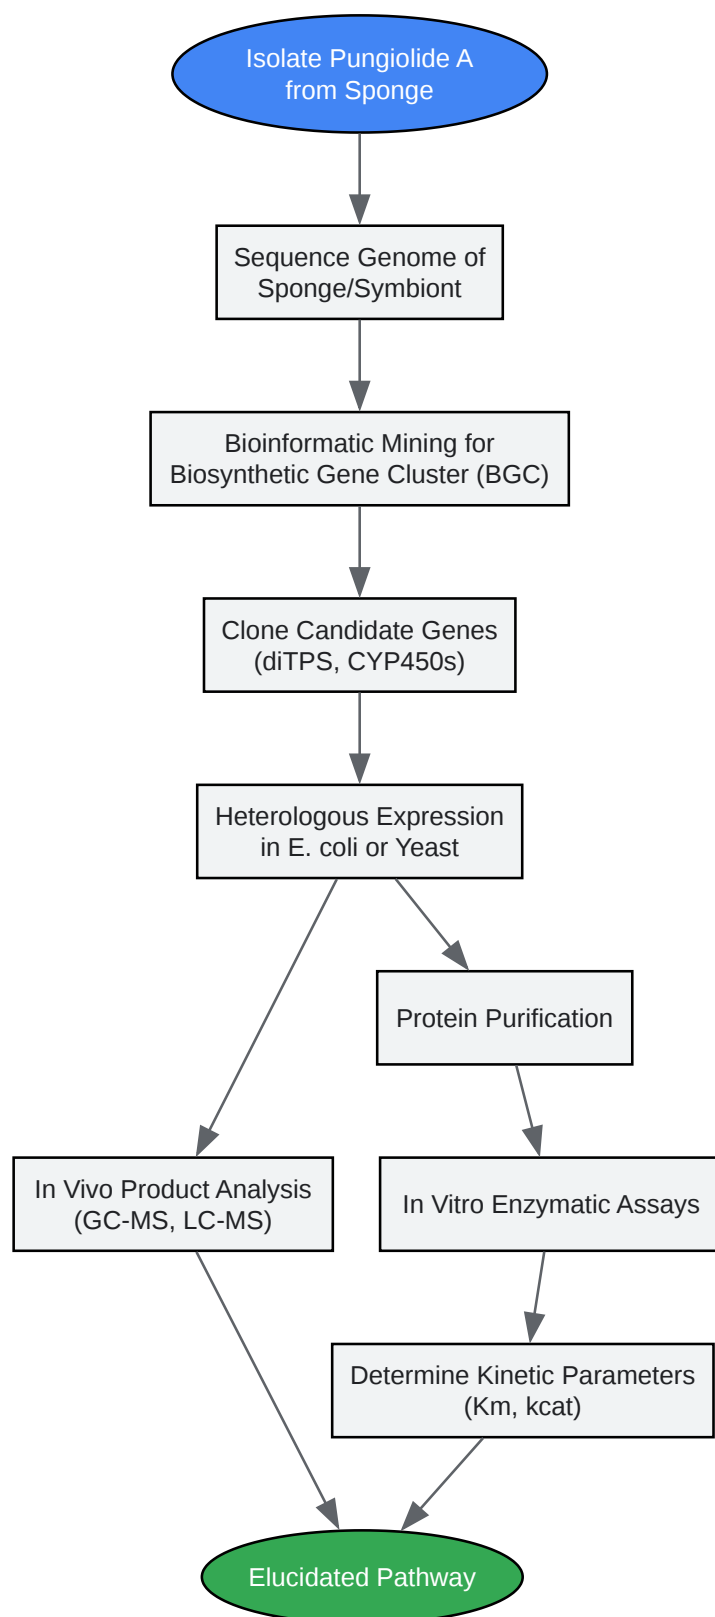 Isolate Pungiolide A
from Sponge
Sequence Genome of
Sponge/Symbiont
Bioinformatic Mining for
Biosynthetic Gene Cluster (BGC)
Clone Candidate Genes
(diTPS, CYP450s)
Heterologous Expression
in E. coli or Yeast
Protein Purification
In Vivo Product Analysis
(GC-MS, LC-MS)
In Vitro Enzymatic Assays
Determine Kinetic Parameters
(Km, kcat)
Elucidated Pathway